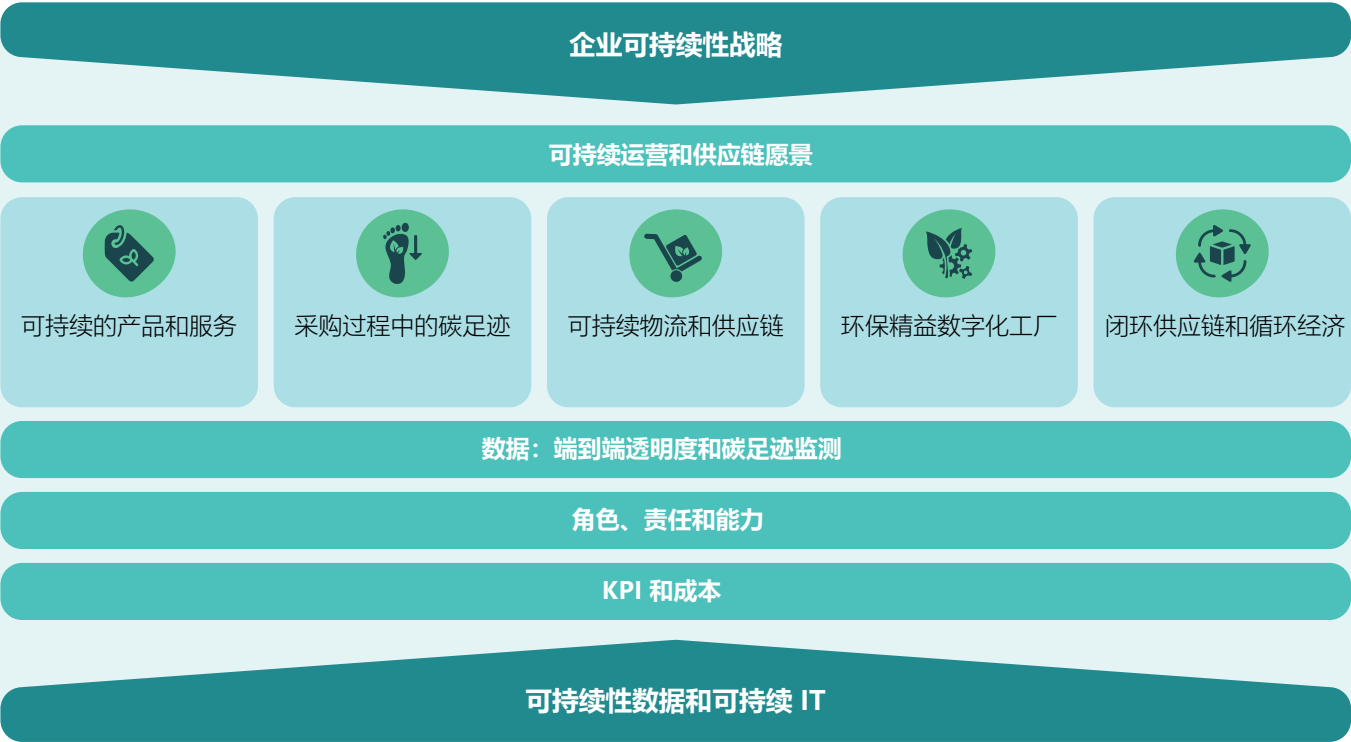 企业可持续性战略
可持续运营和供应链愿景
可持续的产品和服务
采购过程中的碳足迹
可持续物流和供应链
环保精益数字化工厂
闭环供应链和循环经济
数据：端到端透明度和碳足迹监测
角色、责任和能力
KPI 和成本
可持续性数据和可持续 IT